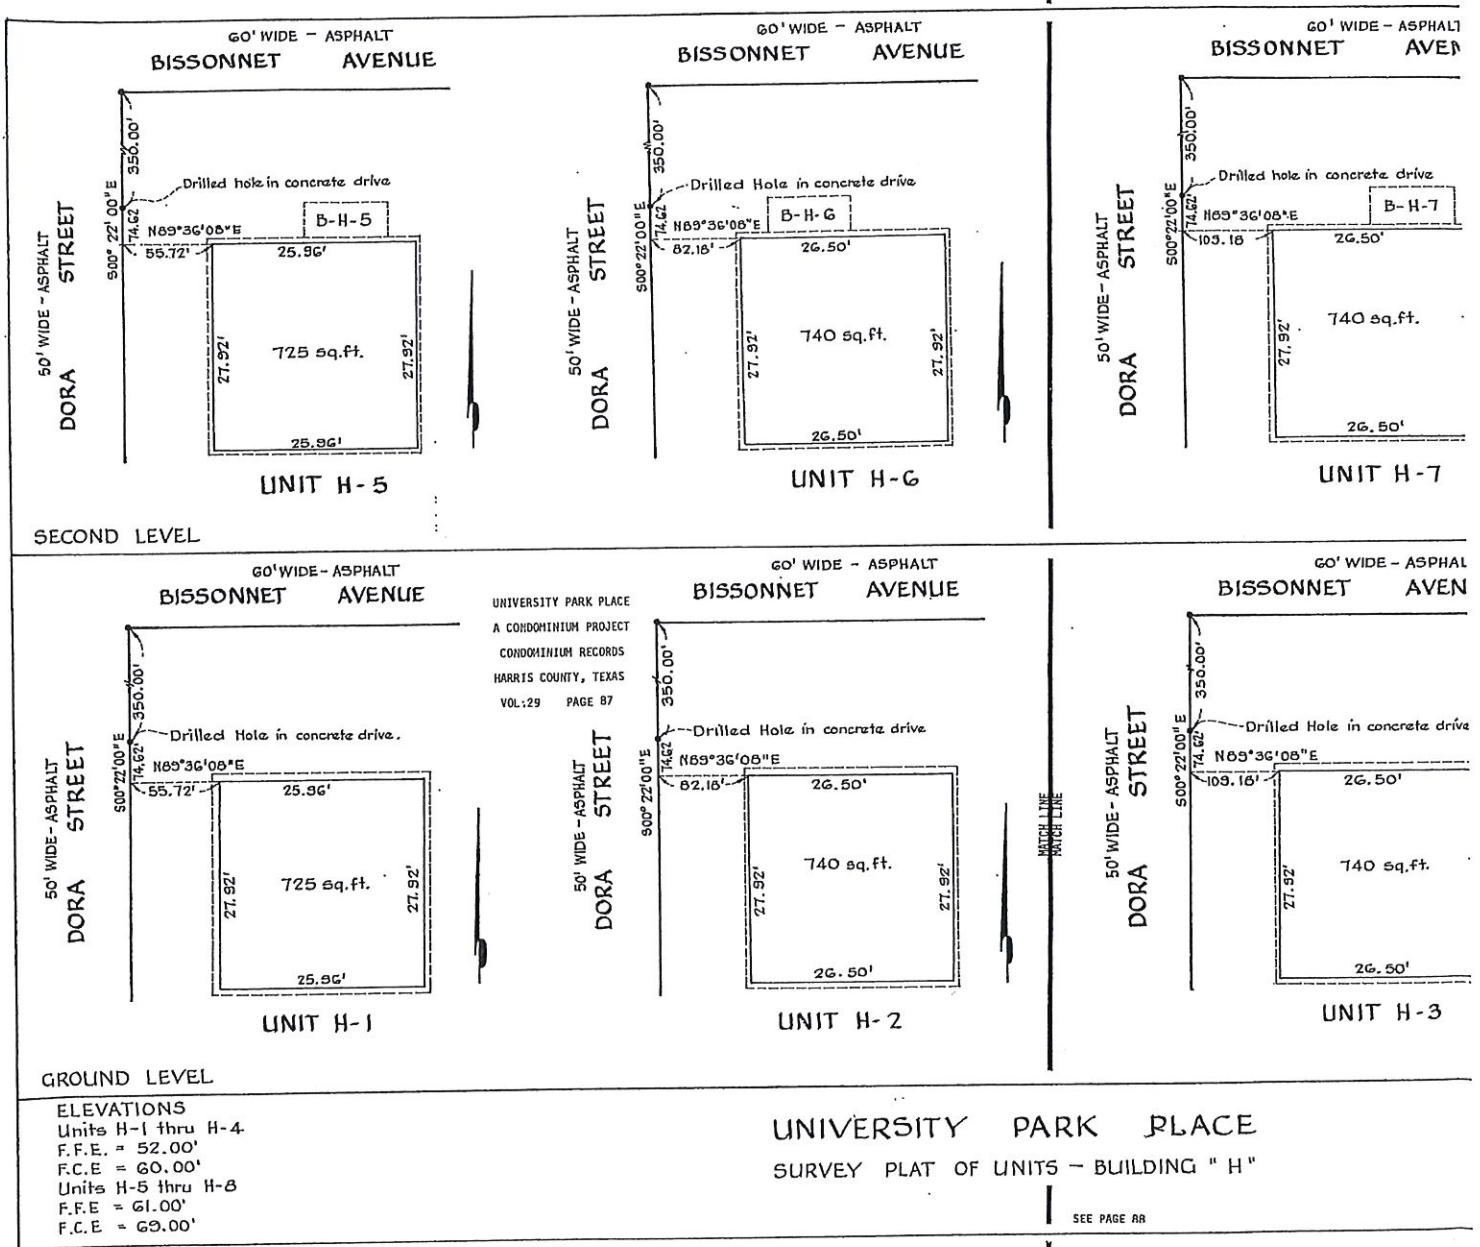 60' WIDE - ASPHALT
BISSONNET AVENUE
350.00'
Drilled hole in concrete drive
S00° 22' 00"E
74.62'
N89°36'08"E
B-H-5
55.72'
25.96'
50' WIDE - ASPHALT
DORA STREET
27.92'
725 sq.ft.
27.92'
25.96'
UNIT H-5
60' WIDE - ASPHALT
BISSONNET AVENUE
350.00'
Drilled Hole in concrete drive
S00°22'00"E
74.62'
N89°36'08"E
B-H-6
82.18'
26.50'
50' WIDE - ASPHALT
DORA STREET
27.92'
740 sq.ft.
27.92'
26.50'
UNIT H-6
60' WIDE - ASPHALT
BISSONNET AVEN
350.00'
Drilled hole in concrete drive
S00°22'00"E
74.62'
N89°36'08"E
B-H-7
109.18
26.50'
50' WIDE - ASPHALT
DORA STREET
27.92'
740 sq.ft.
26.50'
UNIT H-7
SECOND LEVEL
60' WIDE - ASPHALT
BISSONNET AVENUE
350.00'
Drilled Hole in concrete drive.
S00°22'00"E
74.62'
N89°36'08"E
55.72'
25.96'
50' WIDE - ASPHALT
DORA STREET
27.92'
725 sq.ft.
27.92'
25.96'
UNIT H-1
UNIVERSITY PARK PLACE
A CONDOMINIUM PROJECT
CONDOMINIUM RECORDS
HARRIS COUNTY, TEXAS
VOL:29 PAGE 87
60' WIDE - ASPHALT
BISSONNET AVENUE
350.00'
Drilled Hole in concrete drive
S00°22'00"E
74.62'
N89°36'08"E
82.18'
26.50'
50' WIDE - ASPHALT
DORA STREET
27.92'
740 sq.ft.
27.92'
26.50'
UNIT H-2
MATCH LINE
MATCH LINE
60' WIDE - ASPHAL
BISSONNET AVEN
350.00'
Drilled Hole in concrete drive
S00°22'00"E
74.62'
N89°36'08"E
109.18'
26.50'
50' WIDE - ASPHALT
DORA STREET
27.92'
740 sq.ft.
26.50'
UNIT H-3
GROUND LEVEL
ELEVATIONS
Units H-1 thru H-4
F.F.E. = 52.00'
F.C.E = 60.00'
Units H-5 thru H-8
F.F.E = 61.00'
F.C.E = 69.00'
UNIVERSITY PARK PLACE
SURVEY PLAT OF UNITS - BUILDING "H"
SEE PAGE 88